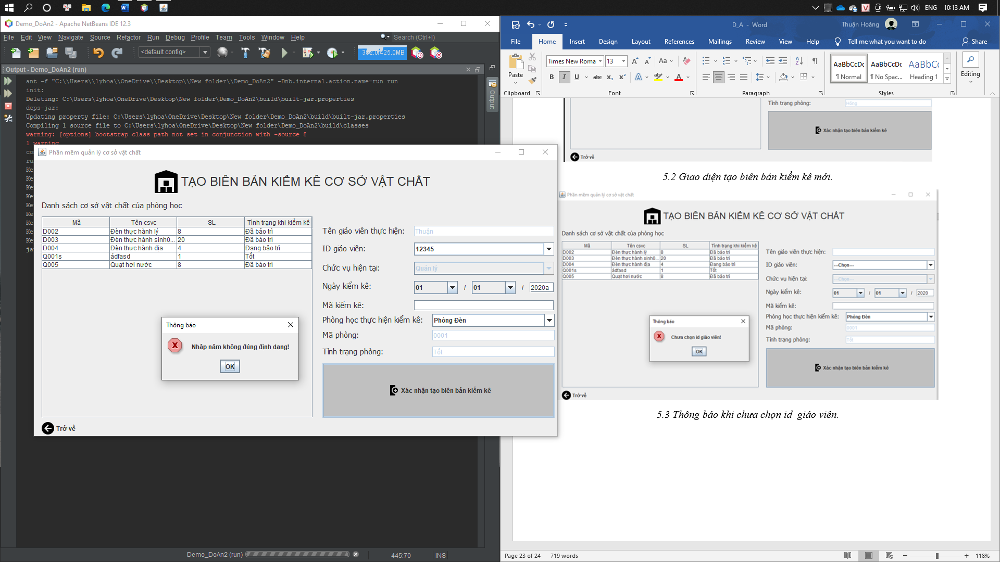 ENG 10:13 AM
Demo_DoAn2 - Apache NetBeans IDE 12.3
File Edit View Navigate Source Refactor Run Debug Profile Team Tools Window Help
Search (Ctrl+I)
<default config>
Output - Demo_DoAn2 (run)
ant -f "C:\\Users\\lyhoa\\OneDrive\\Desktop\\New folder\\Demo_DoAn2" -Dnb.internal.action.name=run run
init:
Deleting: C:\Users\lyhoa\OneDrive\Desktop\New folder\Demo_DoAn2\build\built-jar.properties
deps-jar:
Updating property file: C:\Users\lyhoa\OneDrive\Desktop\New folder\Demo_DoAn2\build\built-jar.properties
Compiling 1 source file to C:\Users\lyhoa\OneDrive\Desktop\New folder\Demo_DoAn2\build\classes
warning: [options] bootstrap class path not set in conjunction with -source 8
1 warning
Output
Phần mềm quản lý cơ sở vật chất
TẠO BIÊN BẢN KIỂM KÊ CƠ SỞ VẬT CHẤT
Danh sách cơ sở vật chất của phòng học
Mã Tên csvc SL Tình trạng khi kiểm kê
D002 Đèn thực hành lý 8 Đã bảo trì
D003 Đèn thực hành sinh0... 20 Đã bảo trì
D004 Đèn thực hành địa 4 Đang bảo trì
Q001s ádfasd 1 Tốt
Q005 Quạt hơi nước 8 Đã bảo trì
Tên giáo viên thực hiện: Thuận
ID giáo viên: 12345
Chức vụ hiện tại: Quản lý
Ngày kiểm kê: 01 / 01 / 2020a
Mã kiểm kê:
Phòng học thực hiện kiểm kê: Phòng Đèn
Mã phòng: 0001
Tình trạng phòng: Tốt
Thông báo
Nhập năm không đúng định dạng!
OK
Xác nhận tạo biên bản kiểm kê
Trở về
Demo_DoAn2 (run)
445:70 INS
D_A - Word
Thuận Hoàng
File Home Insert Design Layout References Mailings Review View Help Tell me what you want to do Share
Paste
Times New Roma 13
B I U abc x₂ x²
AaBbCcDc AaBbCcDc AaBbCc
¶ Normal ¶ No Spac... Heading 1
Editing
Clipboard Font Paragraph Styles
Tình trạng phòng: Hỏng
Xác nhận tạo biên bản kiểm kê
Trở về
5.2 Giao diện tạo biên bản kiểm kê mới.
Phần mềm quản lý cơ sở vật chất
TẠO BIÊN BẢN KIỂM KÊ CƠ SỞ VẬT CHẤT
Danh sách cơ sở vật chất của phòng học
Mã Tên csvc SL Tình trạng khi kiểm kê
D002 Đèn thực hành lý 8 Đã bảo trì
D003 Đèn thực hành sinh0... 20 Đã bảo trì
D004 Đèn thực hành địa 4 Đang bảo trì
Q001s ádfasd 1 Tốt
Q005 Quạt hơi nước 8 Đã bảo trì
Tên giáo viên thực hiện:
ID giáo viên: ---Chọn---
Chức vụ hiện tại: ---Chọn---
Ngày kiểm kê: 01 / 01 / 2020
Mã kiểm kê:
Phòng học thực hiện kiểm kê: Phòng Đèn
Mã phòng: 0001
Tình trạng phòng: Tốt
Thông báo
Chưa chọn id giáo viên!
OK
Xác nhận tạo biên bản kiểm kê
Trở về
5.3 Thông báo khi chưa chọn id giáo viên.
Page 23 of 24 719 words
118%